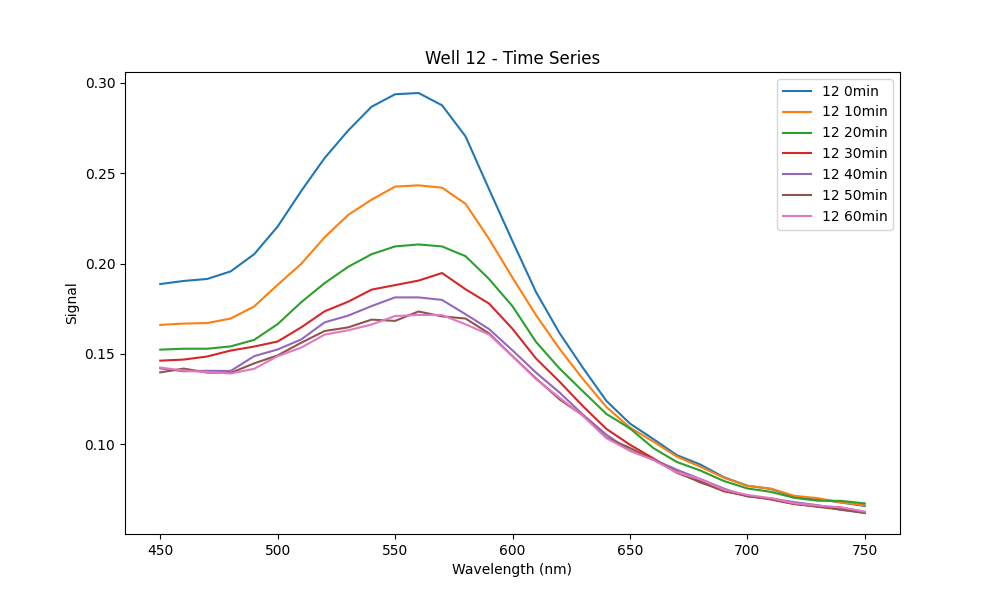 Well 12 - Time Series
0.30
0.25
0.20
0.15
0.10
Signal
450 500 550 600 650 700 750
Wavelength (nm)
12 0min
12 10min
12 20min
12 30min
12 40min
12 50min
12 60min